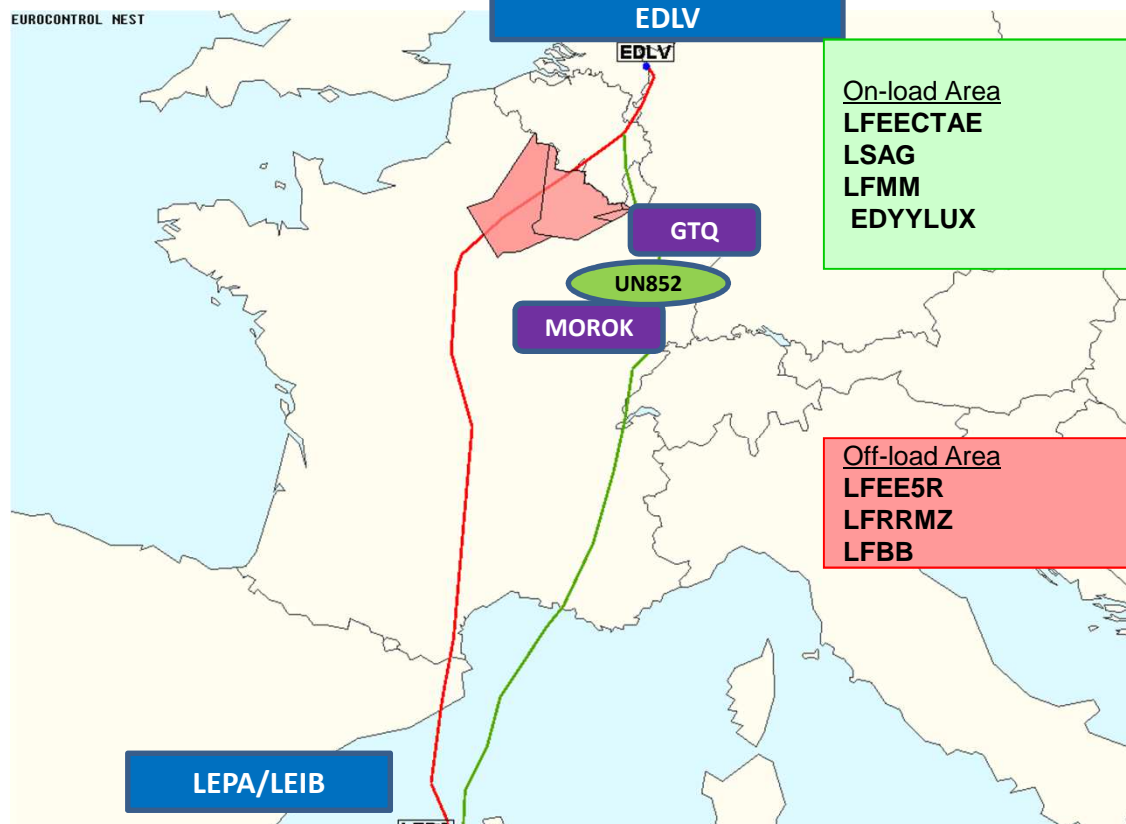 EUROCONTROL NEST
EDLV
EDLV
On-load Area
LFEECTAE
LSAG
LFMM
EDYYLUX
GTQ
UN852
MOROK
Off-load Area
LFEE5R
LFRRMZ
LFBB
LEPA/LEIB